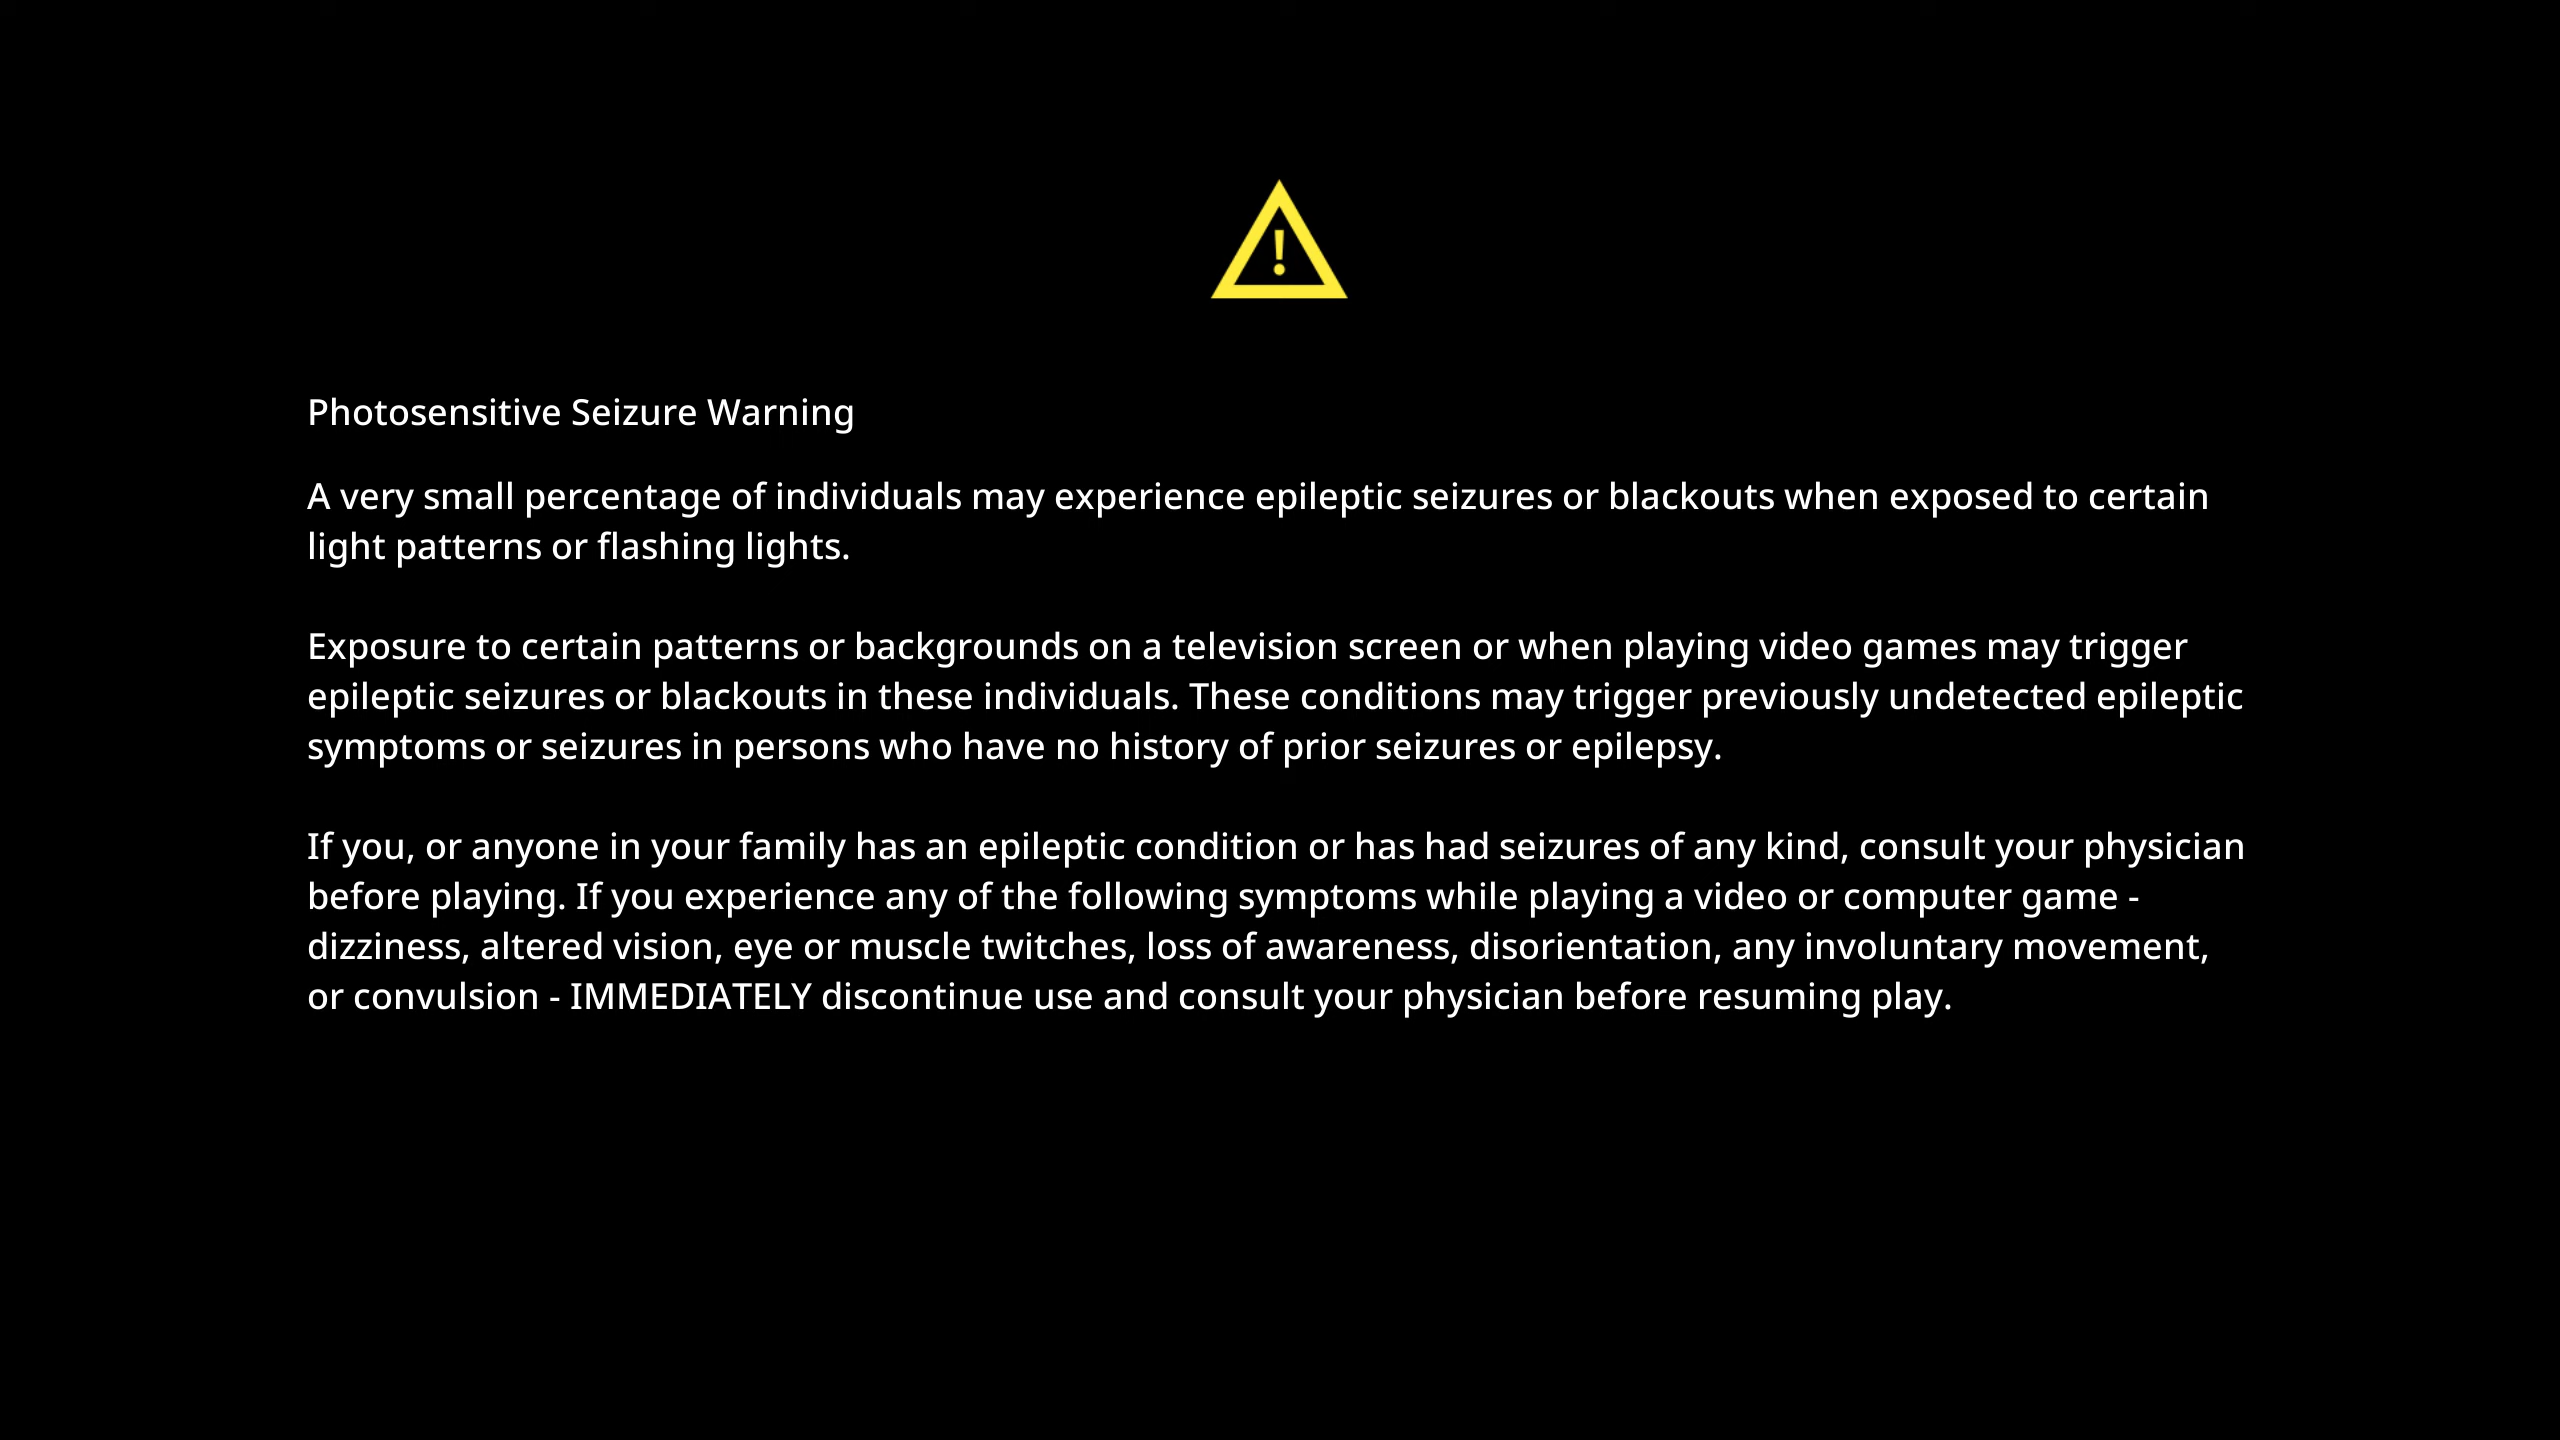 Photosensitive Seizure Warning
A very small percentage of individuals may experience epileptic seizures or blackouts when exposed to certain
light patterns or flashing lights.
Exposure to certain patterns or backgrounds on a television screen or when playing video games may trigger
epileptic seizures or blackouts in these individuals. These conditions may trigger previously undetected epileptic
symptoms or seizures in persons who have no history of prior seizures or epilepsy.
If you, or anyone in your family has an epileptic condition or has had seizures of any kind, consult your physician
before playing. If you experience any of the following symptoms while playing a video or computer game -
dizziness, altered vision, eye or muscle twitches, loss of awareness, disorientation, any involuntary movement,
or convulsion - IMMEDIATELY discontinue use and consult your physician before resuming play.